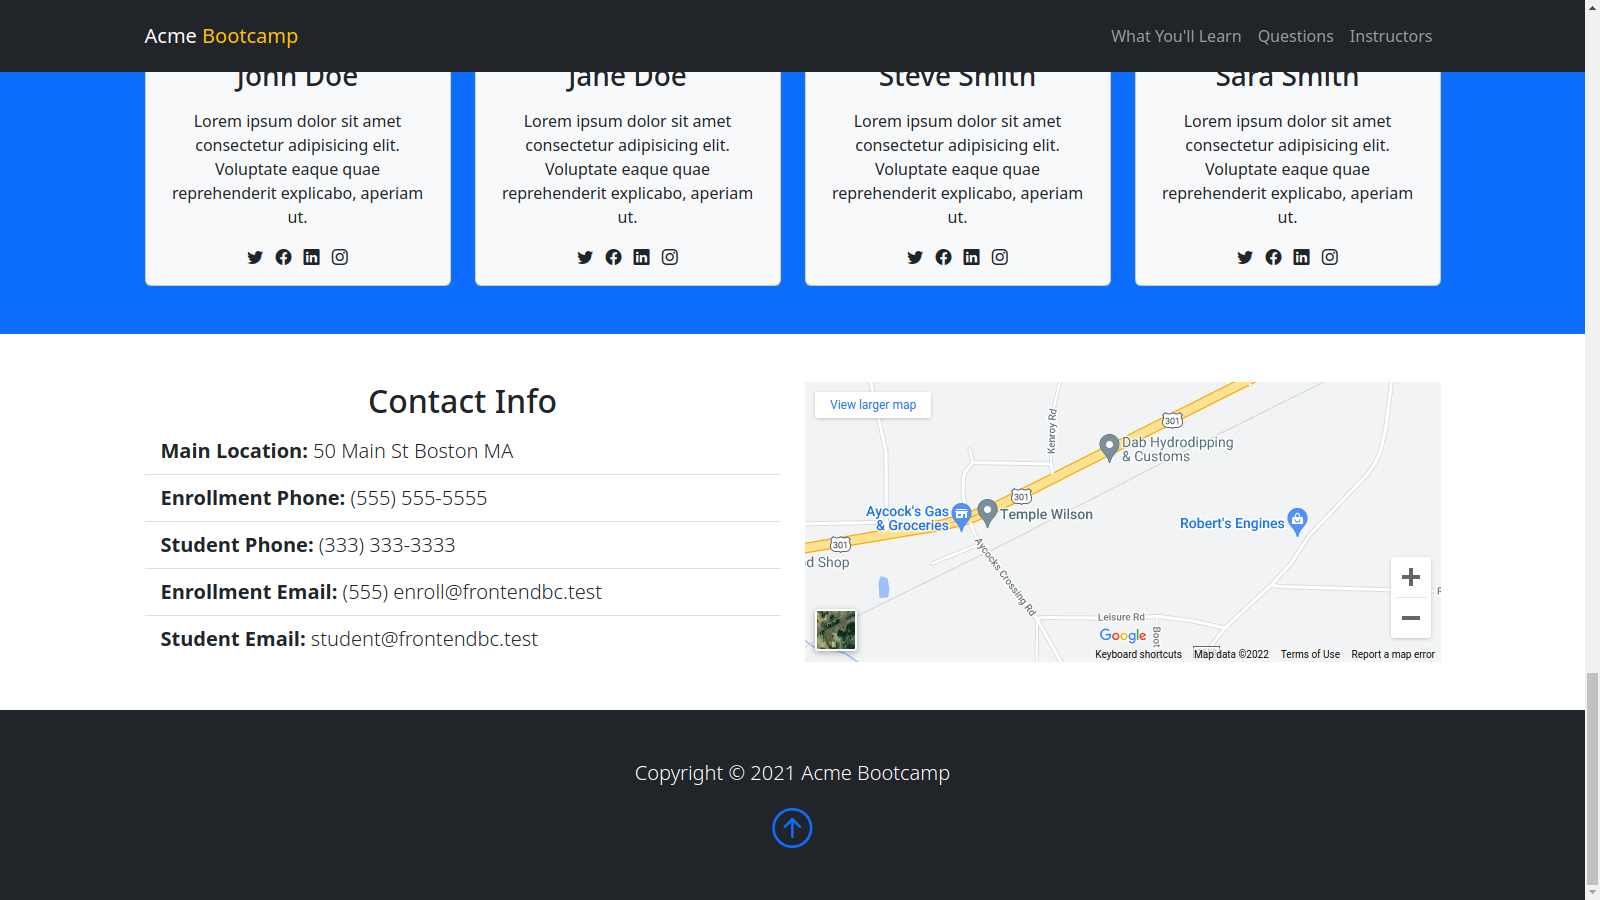 Acme Bootcamp
What You'll Learn Questions Instructors
John Doe
Lorem ipsum dolor sit amet
consectetur adipisicing elit.
Voluptate eaque quae
reprehenderit explicabo, aperiam
ut.
Jane Doe
Lorem ipsum dolor sit amet
consectetur adipisicing elit.
Voluptate eaque quae
reprehenderit explicabo, aperiam
ut.
Steve Smith
Lorem ipsum dolor sit amet
consectetur adipisicing elit.
Voluptate eaque quae
reprehenderit explicabo, aperiam
ut.
Sara Smith
Lorem ipsum dolor sit amet
consectetur adipisicing elit.
Voluptate eaque quae
reprehenderit explicabo, aperiam
ut.
Contact Info
Main Location: 50 Main St Boston MA
Enrollment Phone: (555) 555-5555
Student Phone: (333) 333-3333
Enrollment Email: (555) enroll@frontendbc.test
Student Email: student@frontendbc.test
View larger map
Kenroy Rd
301
Dab Hydrodipping
& Customs
301
Aycock's Gas
& Groceries
Temple Wilson
Robert's Engines
301
d Shop
Aycocks Crossing Rd
Leisure Rd
Boot
Google
Keyboard shortcuts Map data ©2022 Terms of Use Report a map error
Copyright © 2021 Acme Bootcamp